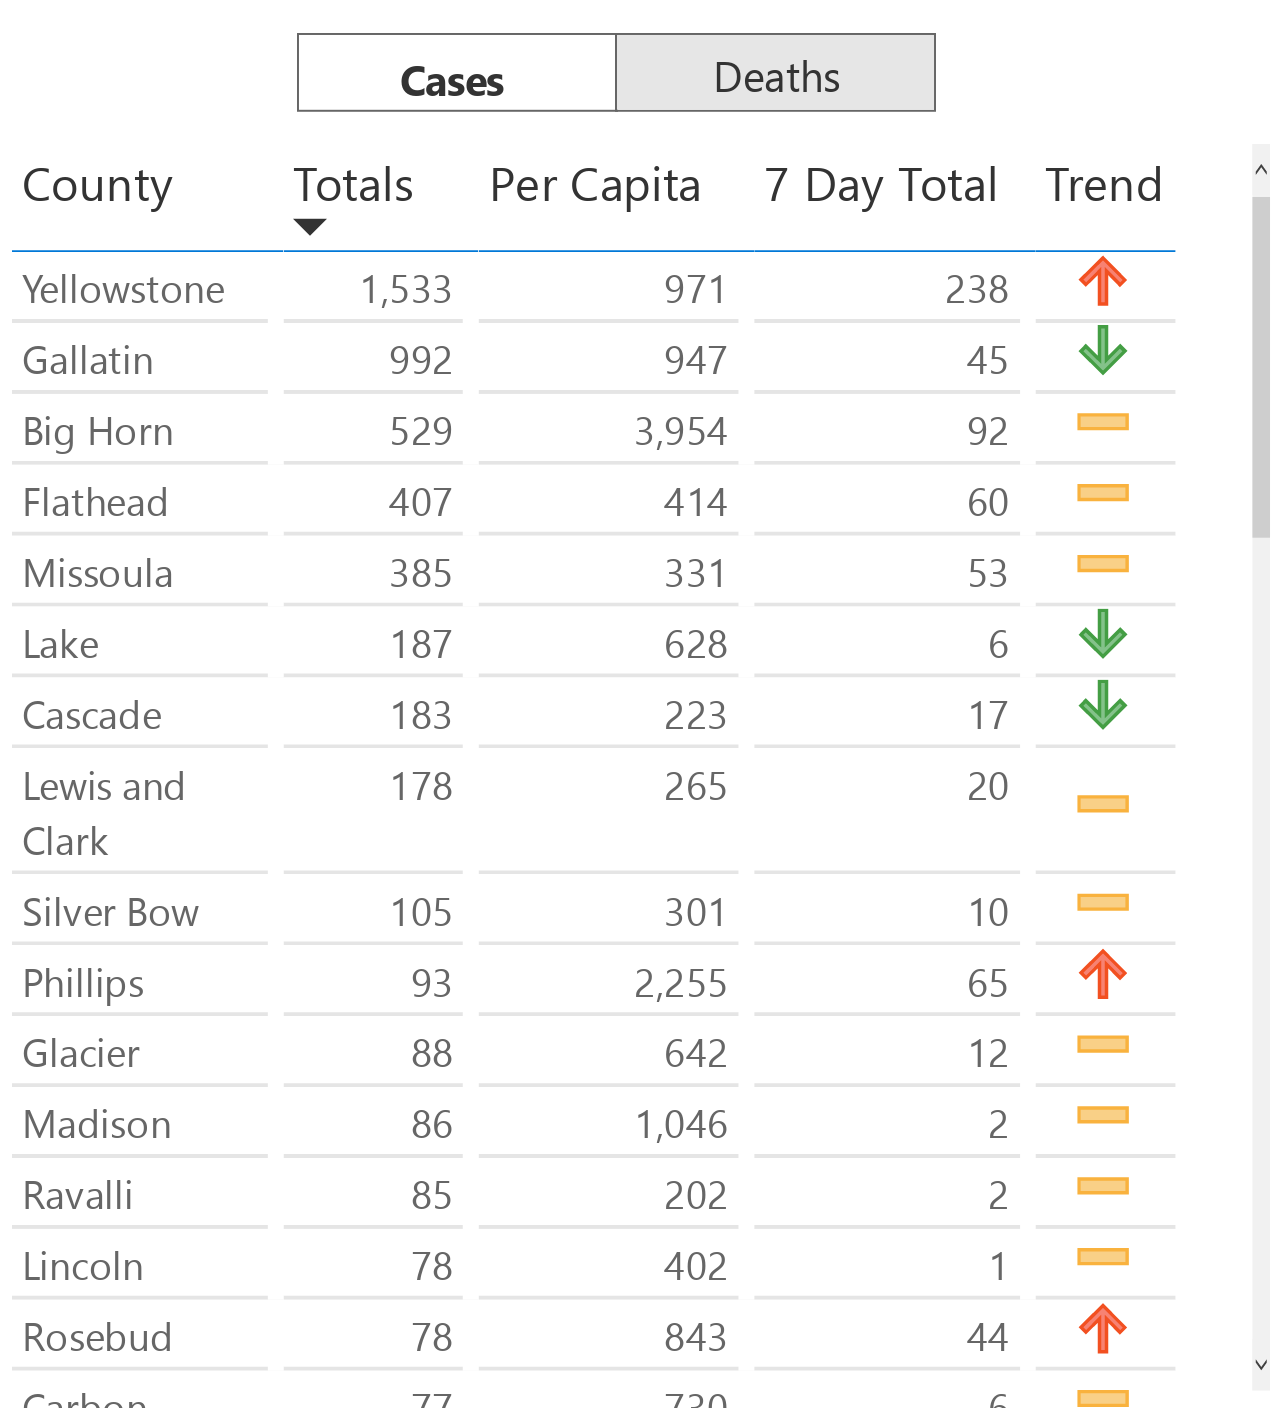 Cases Deaths
County Totals Per Capita 7 Day Total Trend
Yellowstone 1,533 971 238
Gallatin 992 947 45
Big Horn 529 3,954 92
Flathead 407 414 60
Missoula 385 331 53
Lake 187 628 6
Cascade 183 223 17
Lewis and 178 265 20
Clark
Silver Bow 105 301 10
Phillips 93 2,255 65
Glacier 88 642 12
Madison 86 1,046 2
Ravalli 85 202 2
Lincoln 78 402 1
Rosebud 78 843 44
Carbon 77 730 6